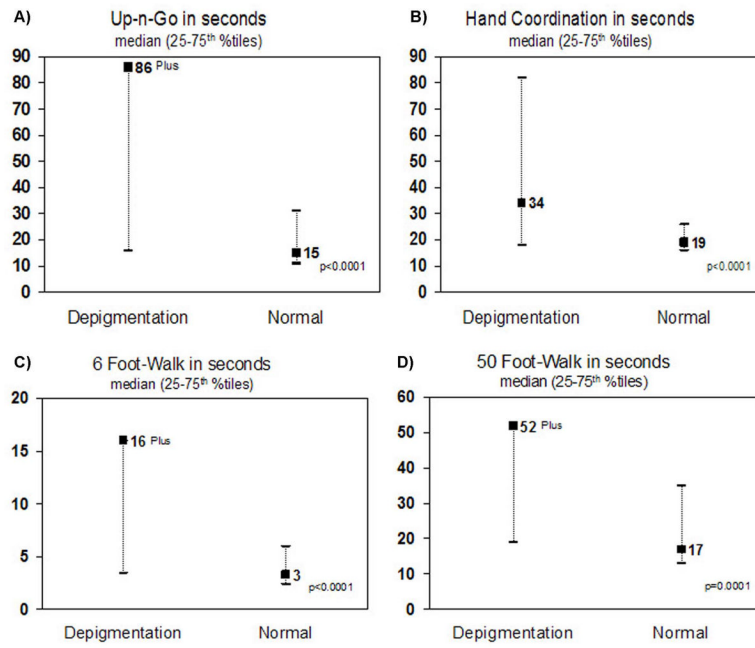 A) Up-n-Go in seconds
median (25-75th %tiles)
90
80
70
60
50
40
30
20
10
0
86 Plus
15
p<0.0001
Depigmentation Normal
B) Hand Coordination in seconds
median (25-75th %tiles)
90
80
70
60
50
40
30
20
10
0
34
19
p<0.0001
Depigmentation Normal
C) 6 Foot-Walk in seconds
median (25-75th %tiles)
20
15
10
5
0
16 Plus
3
p<0.0001
Depigmentation Normal
D) 50 Foot-Walk in seconds
median (25-75th %tiles)
60
50
40
30
20
10
0
52 Plus
17
p=0.0001
Depigmentation Normal